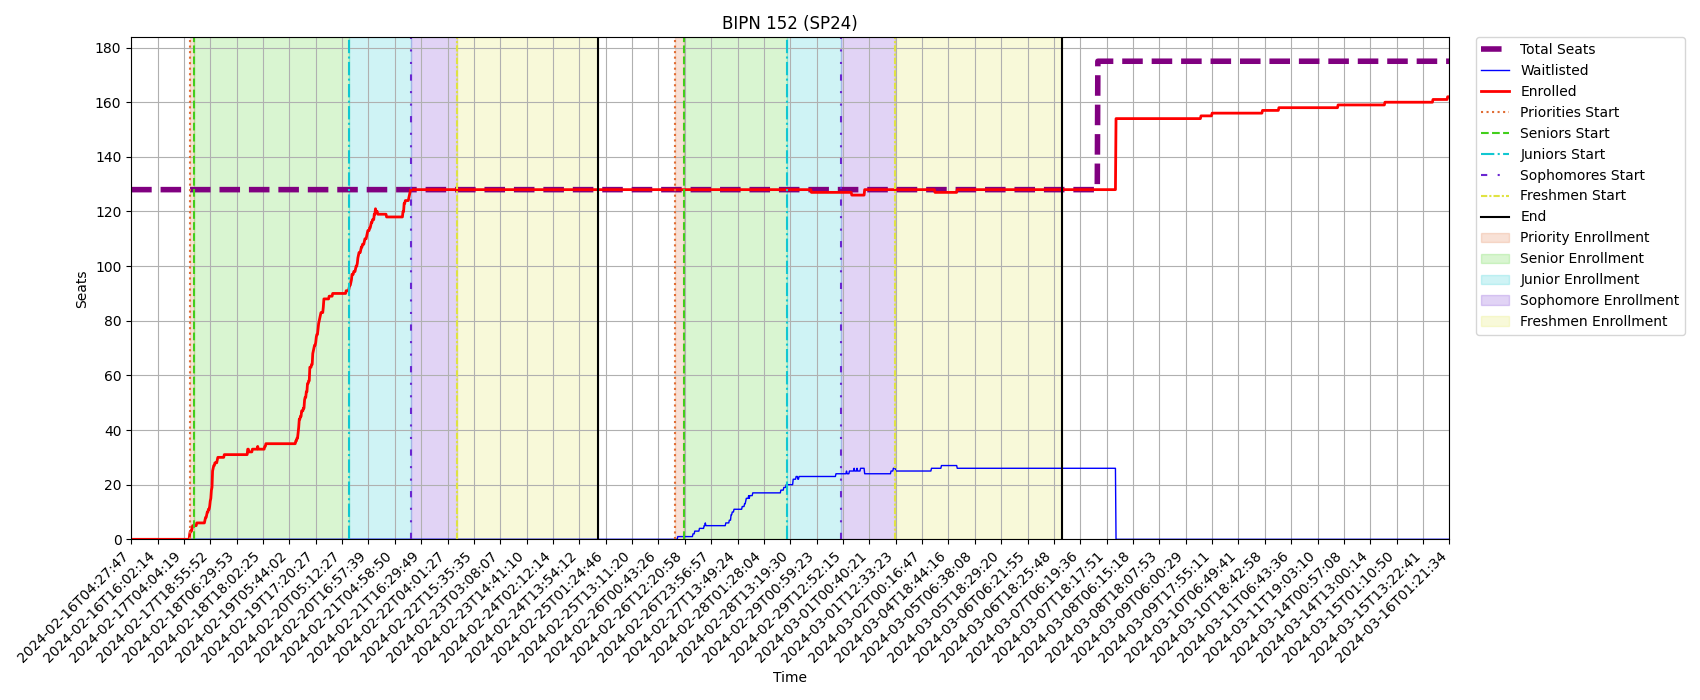 BIPN 152 (SP24)
Seats
180
160
140
120
100
80
60
40
20
0
2024-02-16T04:27:47
2024-02-16T16:02:14
2024-02-17T04:04:19
2024-02-17T18:55:52
2024-02-18T06:29:53
2024-02-18T18:02:25
2024-02-19T05:44:02
2024-02-19T17:20:27
2024-02-20T05:12:27
2024-02-20T16:57:39
2024-02-21T04:58:50
2024-02-21T16:29:49
2024-02-22T04:01:27
2024-02-22T15:35:35
2024-02-23T03:08:07
2024-02-23T14:41:10
2024-02-24T02:12:14
2024-02-24T13:54:12
2024-02-25T01:24:46
2024-02-25T13:11:20
2024-02-26T00:43:26
2024-02-26T12:20:58
2024-02-26T23:56:57
2024-02-27T13:49:24
2024-02-28T01:28:04
2024-02-28T13:19:30
2024-02-29T00:59:23
2024-02-29T12:52:15
2024-03-01T00:40:21
2024-03-01T12:33:23
2024-03-02T00:16:47
2024-03-04T18:44:16
2024-03-05T06:38:08
2024-03-05T18:29:20
2024-03-06T06:21:55
2024-03-06T18:25:48
2024-03-07T06:19:36
2024-03-07T18:17:51
2024-03-08T06:15:18
2024-03-08T18:07:53
2024-03-09T06:00:29
2024-03-09T17:55:11
2024-03-10T06:49:41
2024-03-10T18:42:58
2024-03-11T06:43:36
2024-03-11T19:03:10
2024-03-14T00:57:08
2024-03-14T13:00:14
2024-03-15T01:10:50
2024-03-15T13:22:41
2024-03-16T01:21:34
Time
Total Seats
Waitlisted
Enrolled
Priorities Start
Seniors Start
Juniors Start
Sophomores Start
Freshmen Start
End
Priority Enrollment
Senior Enrollment
Junior Enrollment
Sophomore Enrollment
Freshmen Enrollment